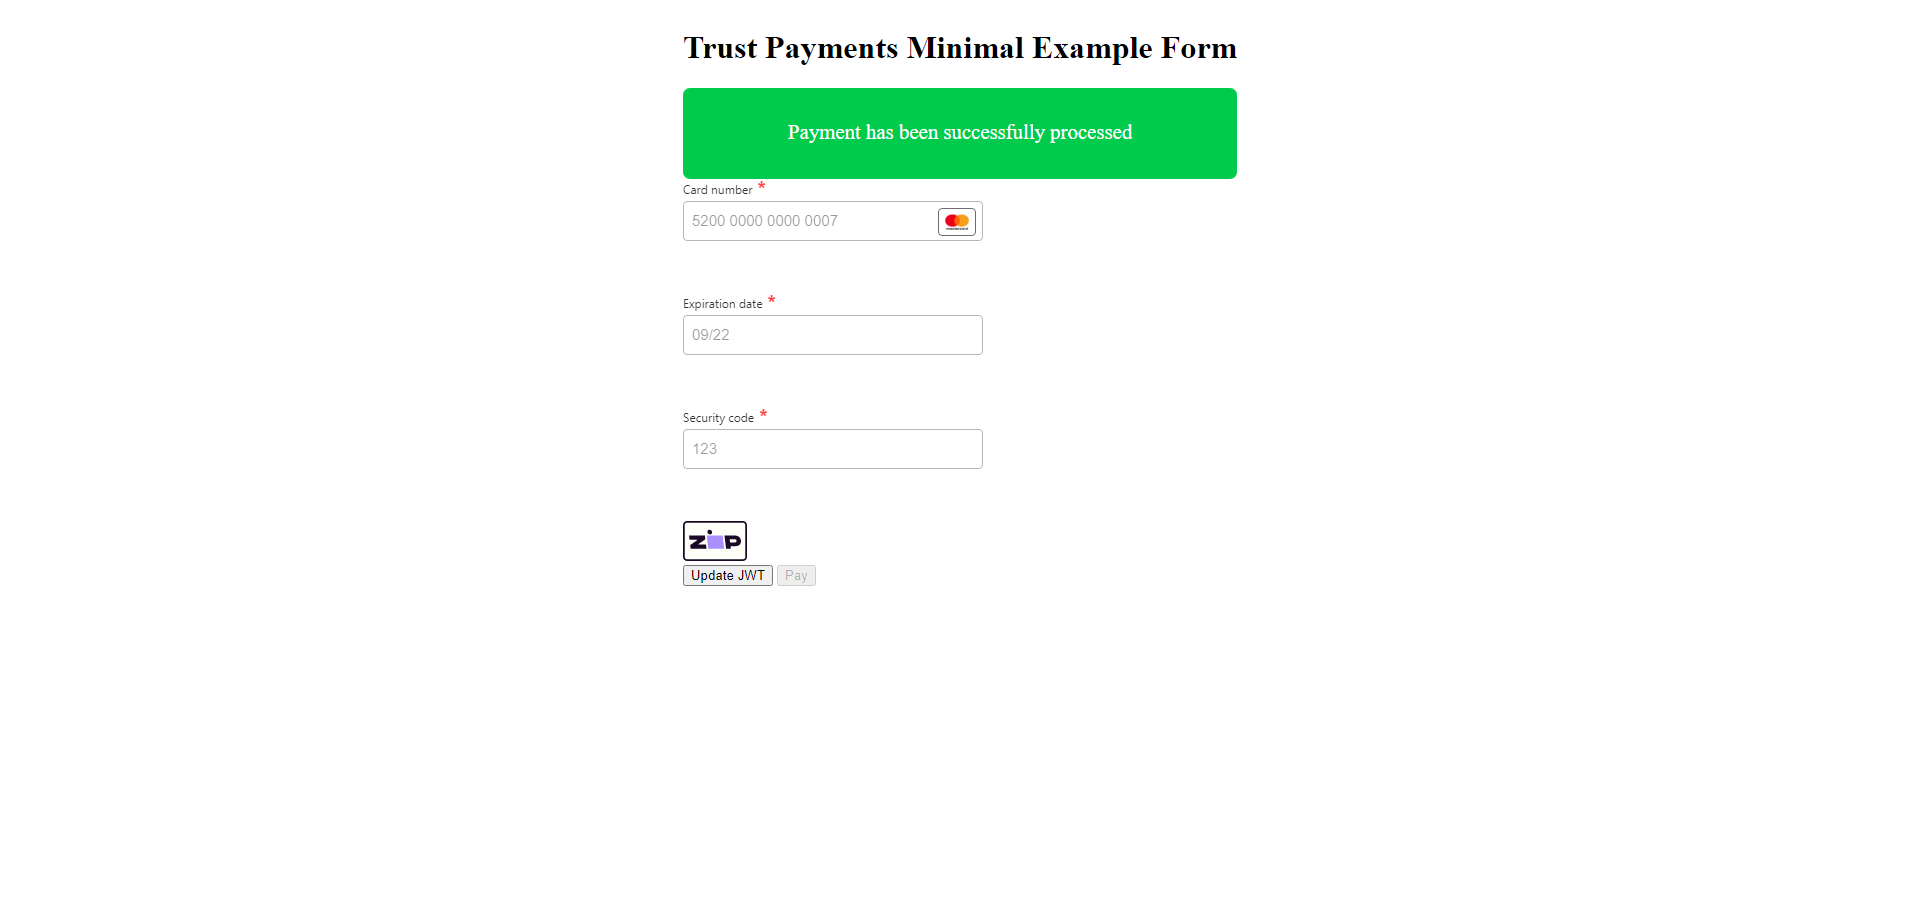 Trust Payments Minimal Example Form
Payment has been successfully processed
Card number *
5200 0000 0000 0007
Expiration date *
09/22
Security code *
123
zip
Update JWT Pay